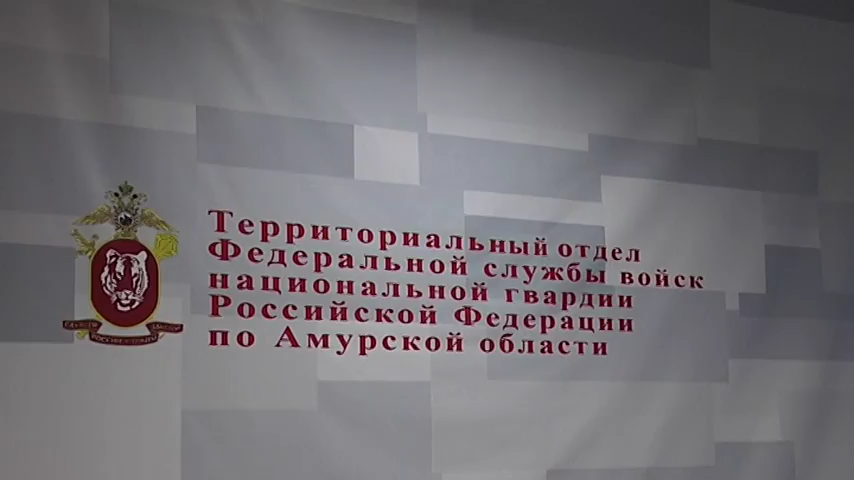 Территориальный отдел
Федеральной службы войск
национальной гвардии
Российской Федерации
по Амурской области